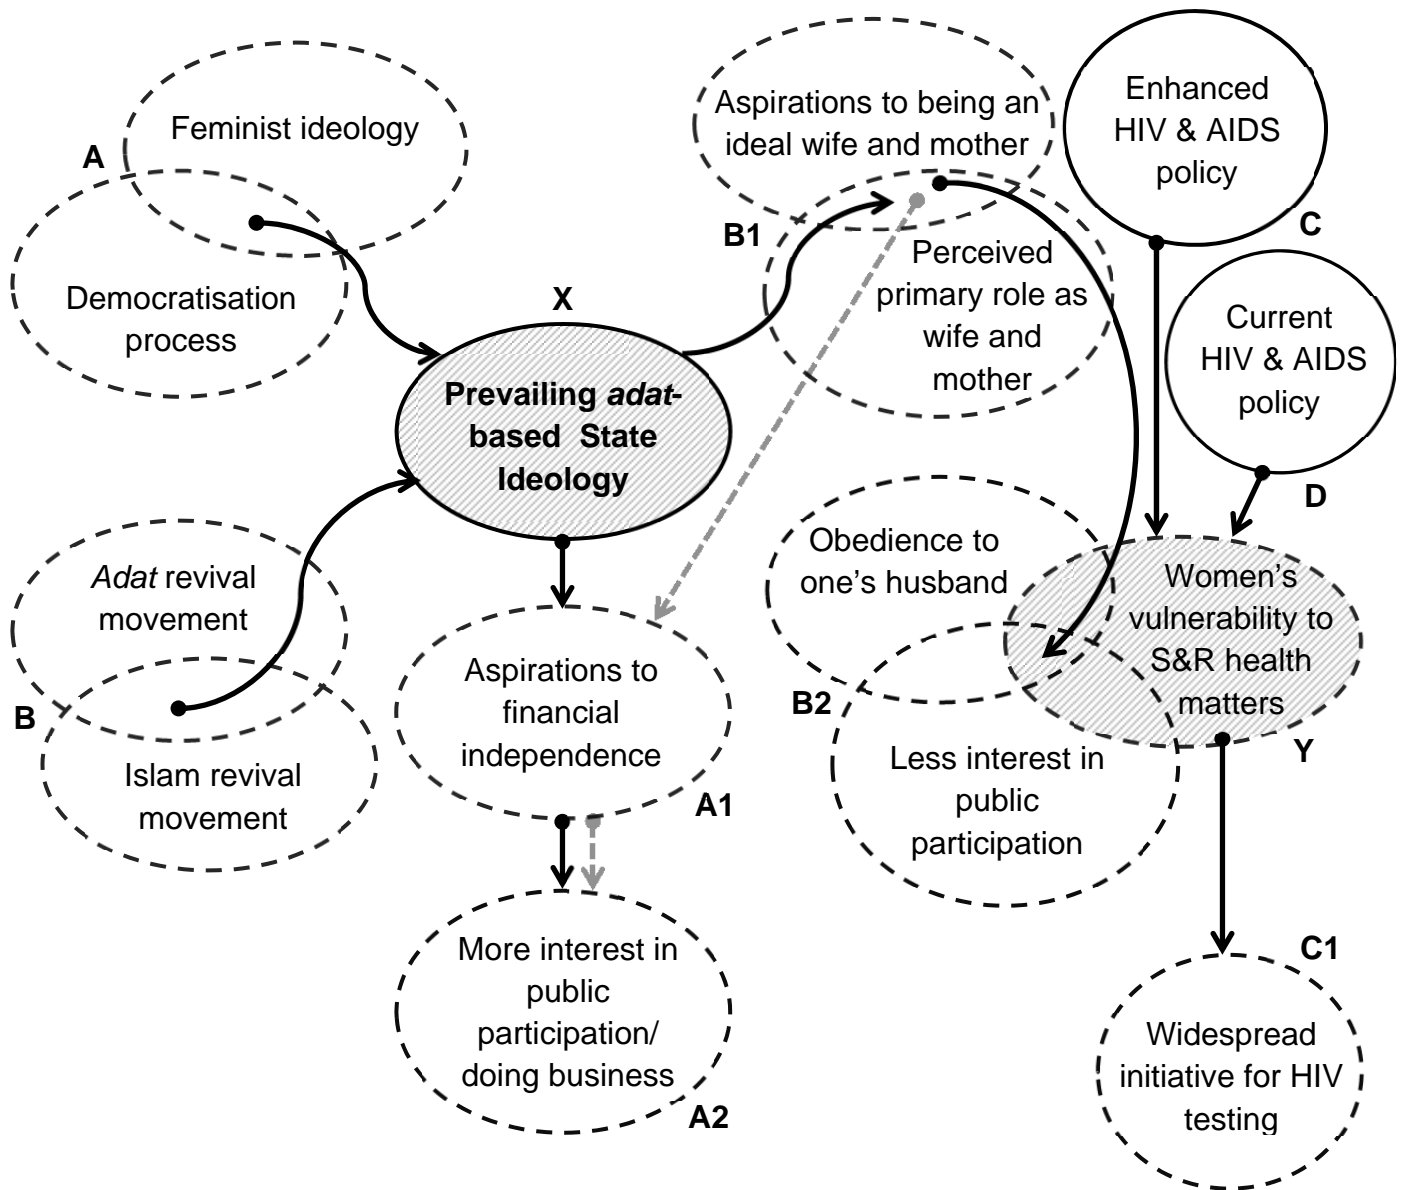 Feminist ideology
A
Democratisation
process
X
Prevailing adat-
based State
Ideology
Adat revival
movement
B
Islam revival
movement
Aspirations to
financial
independence
A1
More interest in
public
participation/
doing business
A2
Aspirations to being an
ideal wife and mother
B1
Perceived
primary role as
wife and
mother
Obedience to
one's husband
B2
Less interest in
public
participation
Enhanced
HIV & AIDS
policy
C
Current
HIV & AIDS
policy
D
Women's
vulnerability to
S&R health
matters
Y
C1
Widespread
initiative for HIV
testing